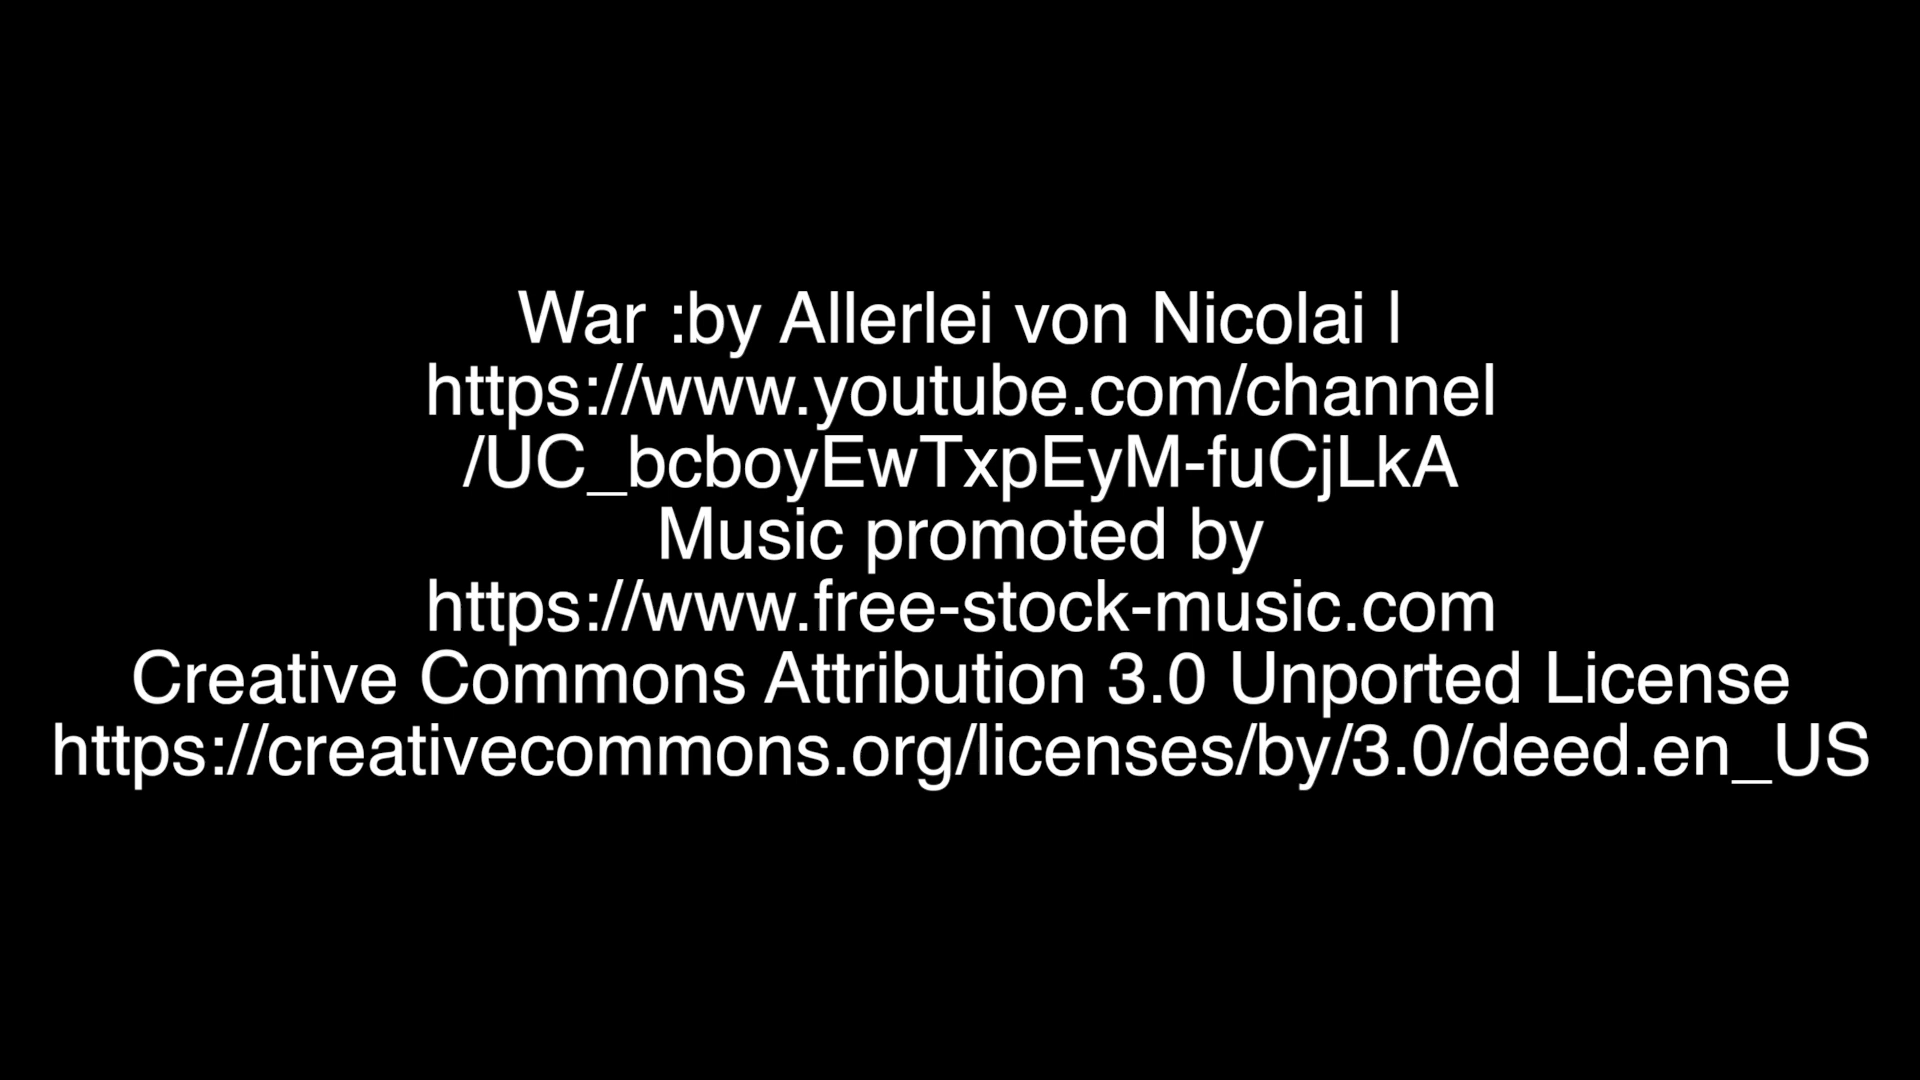 War :by Allerlei von Nicolai |
https://www.youtube.com/channel
/UC_bcboyEwTxpEyM-fuCjLkA
Music promoted by
https://www.free-stock-music.com
Creative Commons Attribution 3.0 Unported License
https://creativecommons.org/licenses/by/3.0/deed.en_US